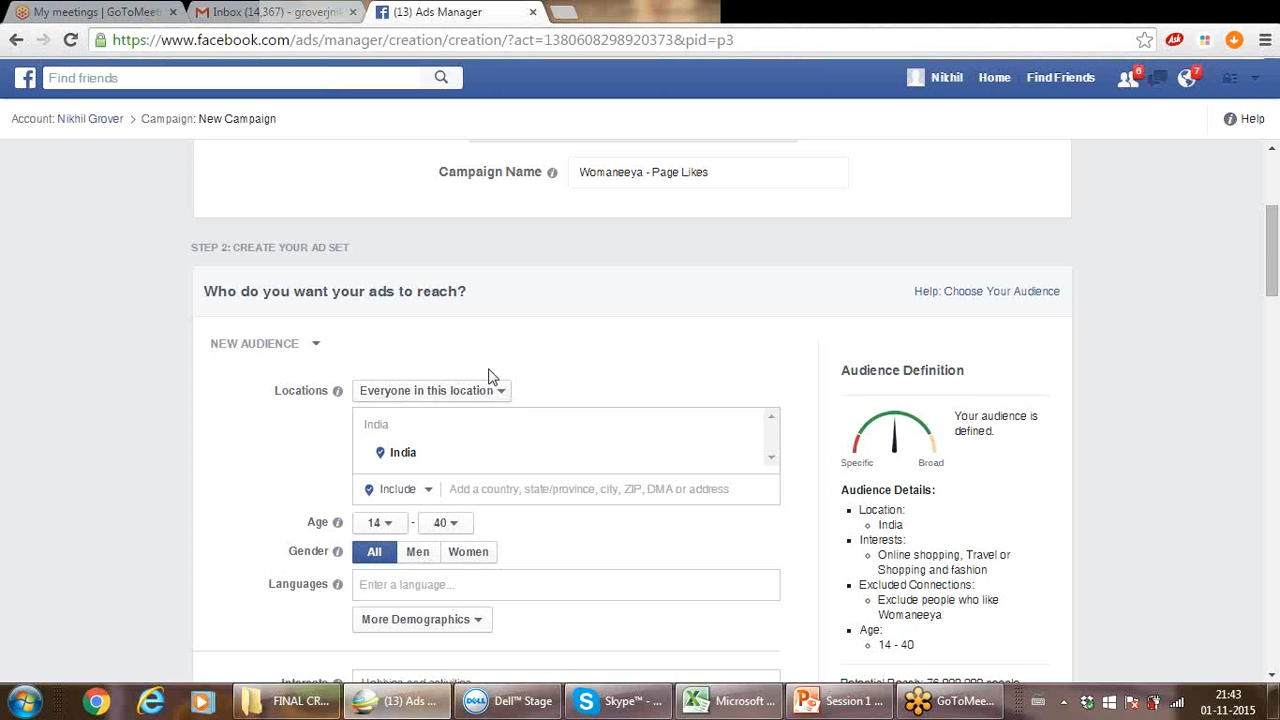 My meetings | GoToMeeti
Inbox (14,367) - groverjnik
(13) Ads Manager
https://www.facebook.com/ads/manager/creation/creation/?act=138060829892037&pid=p3
Ask
Find friends
Nikhil
Home
Find Friends
6
7
Account: Nikhil Grover > Campaign: New Campaign
Help
Campaign Name
Womaneeya - Page Likes
STEP 2: CREATE YOUR AD SET
Who do you want your ads to reach?
Help: Choose Your Audience
NEW AUDIENCE
Locations
Everyone in this location
India
India
Include
Add a country, state/province, city, ZIP, DMA or address
Age
14 - 40
Gender
All Men Women
Languages
Enter a language...
More Demographics
Audience Definition
Your audience is
defined.
Specific
Broad
Audience Details:
Location:
India
Interests:
Online shopping, Travel or
Shopping and fashion
Excluded Connections:
Exclude people who like
Womaneeya
Age:
14 - 40
FINAL CR...
(13) Ads ...
Dell™ Stage
Skype™ - ...
Microsoft ...
Session 1 ...
GoToMee...
21:43
01-11-2015